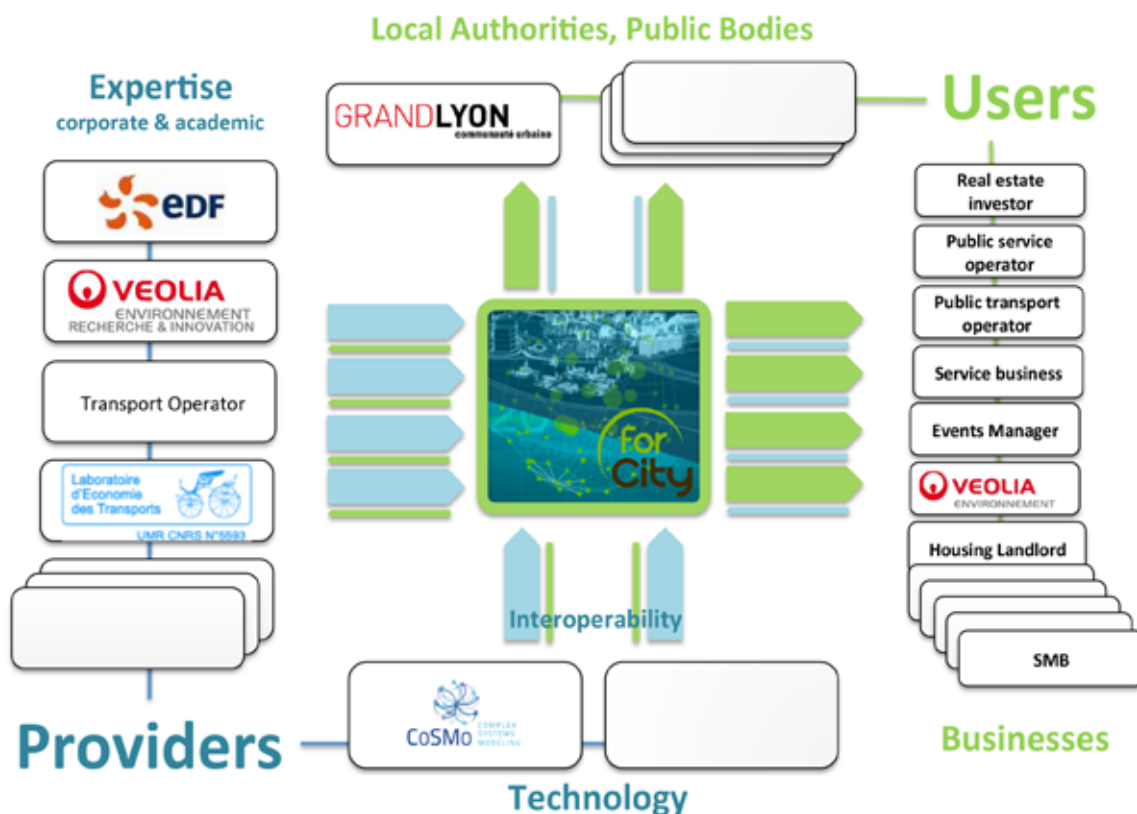 Local Authorities, Public Bodies
Expertise
corporate & academic
GRANDLYON
communauté urbaine
Users
eDF
VEOLIA
ENVIRONNEMENT
RECHERCHE & INNOVATION
Transport Operator
Laboratoire
d'Economie
des Transports
UMR CNRS N°5593
Real estate
investor
Public service
operator
Public transport
operator
Service business
Events Manager
VEOLIA
ENVIRONNEMENT
Housing Landlord
SMB
for
City
Interoperability
CoSMo
COMPLEX
SYSTEMS
MODELING
Providers
Technology
Businesses